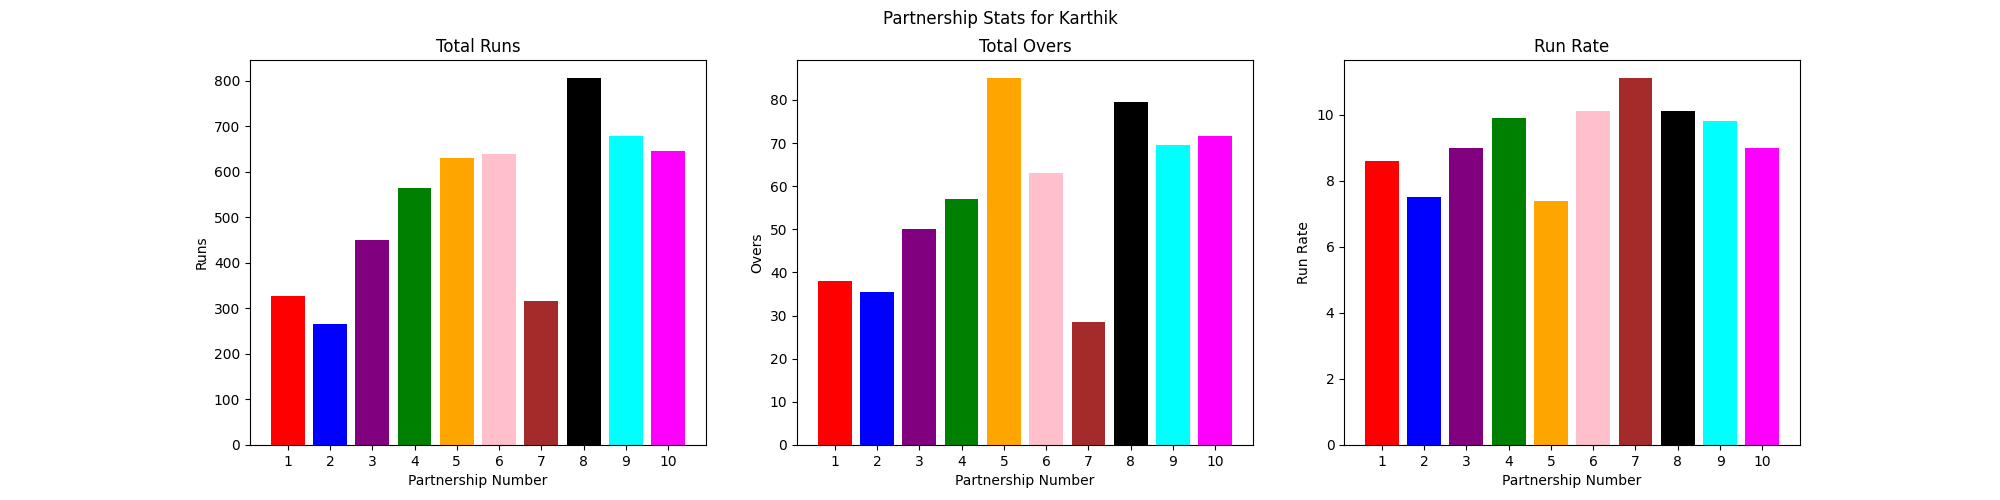 Partnership Stats for Karthik
Total Runs
800
700
600
500
400
300
200
100
0
Runs
1 2 3 4 5 6 7 8 9 10
Partnership Number
Total Overs
80
70
60
50
40
30
20
10
0
Overs
1 2 3 4 5 6 7 8 9 10
Partnership Number
Run Rate
10
8
6
4
2
0
Run Rate
1 2 3 4 5 6 7 8 9 10
Partnership Number